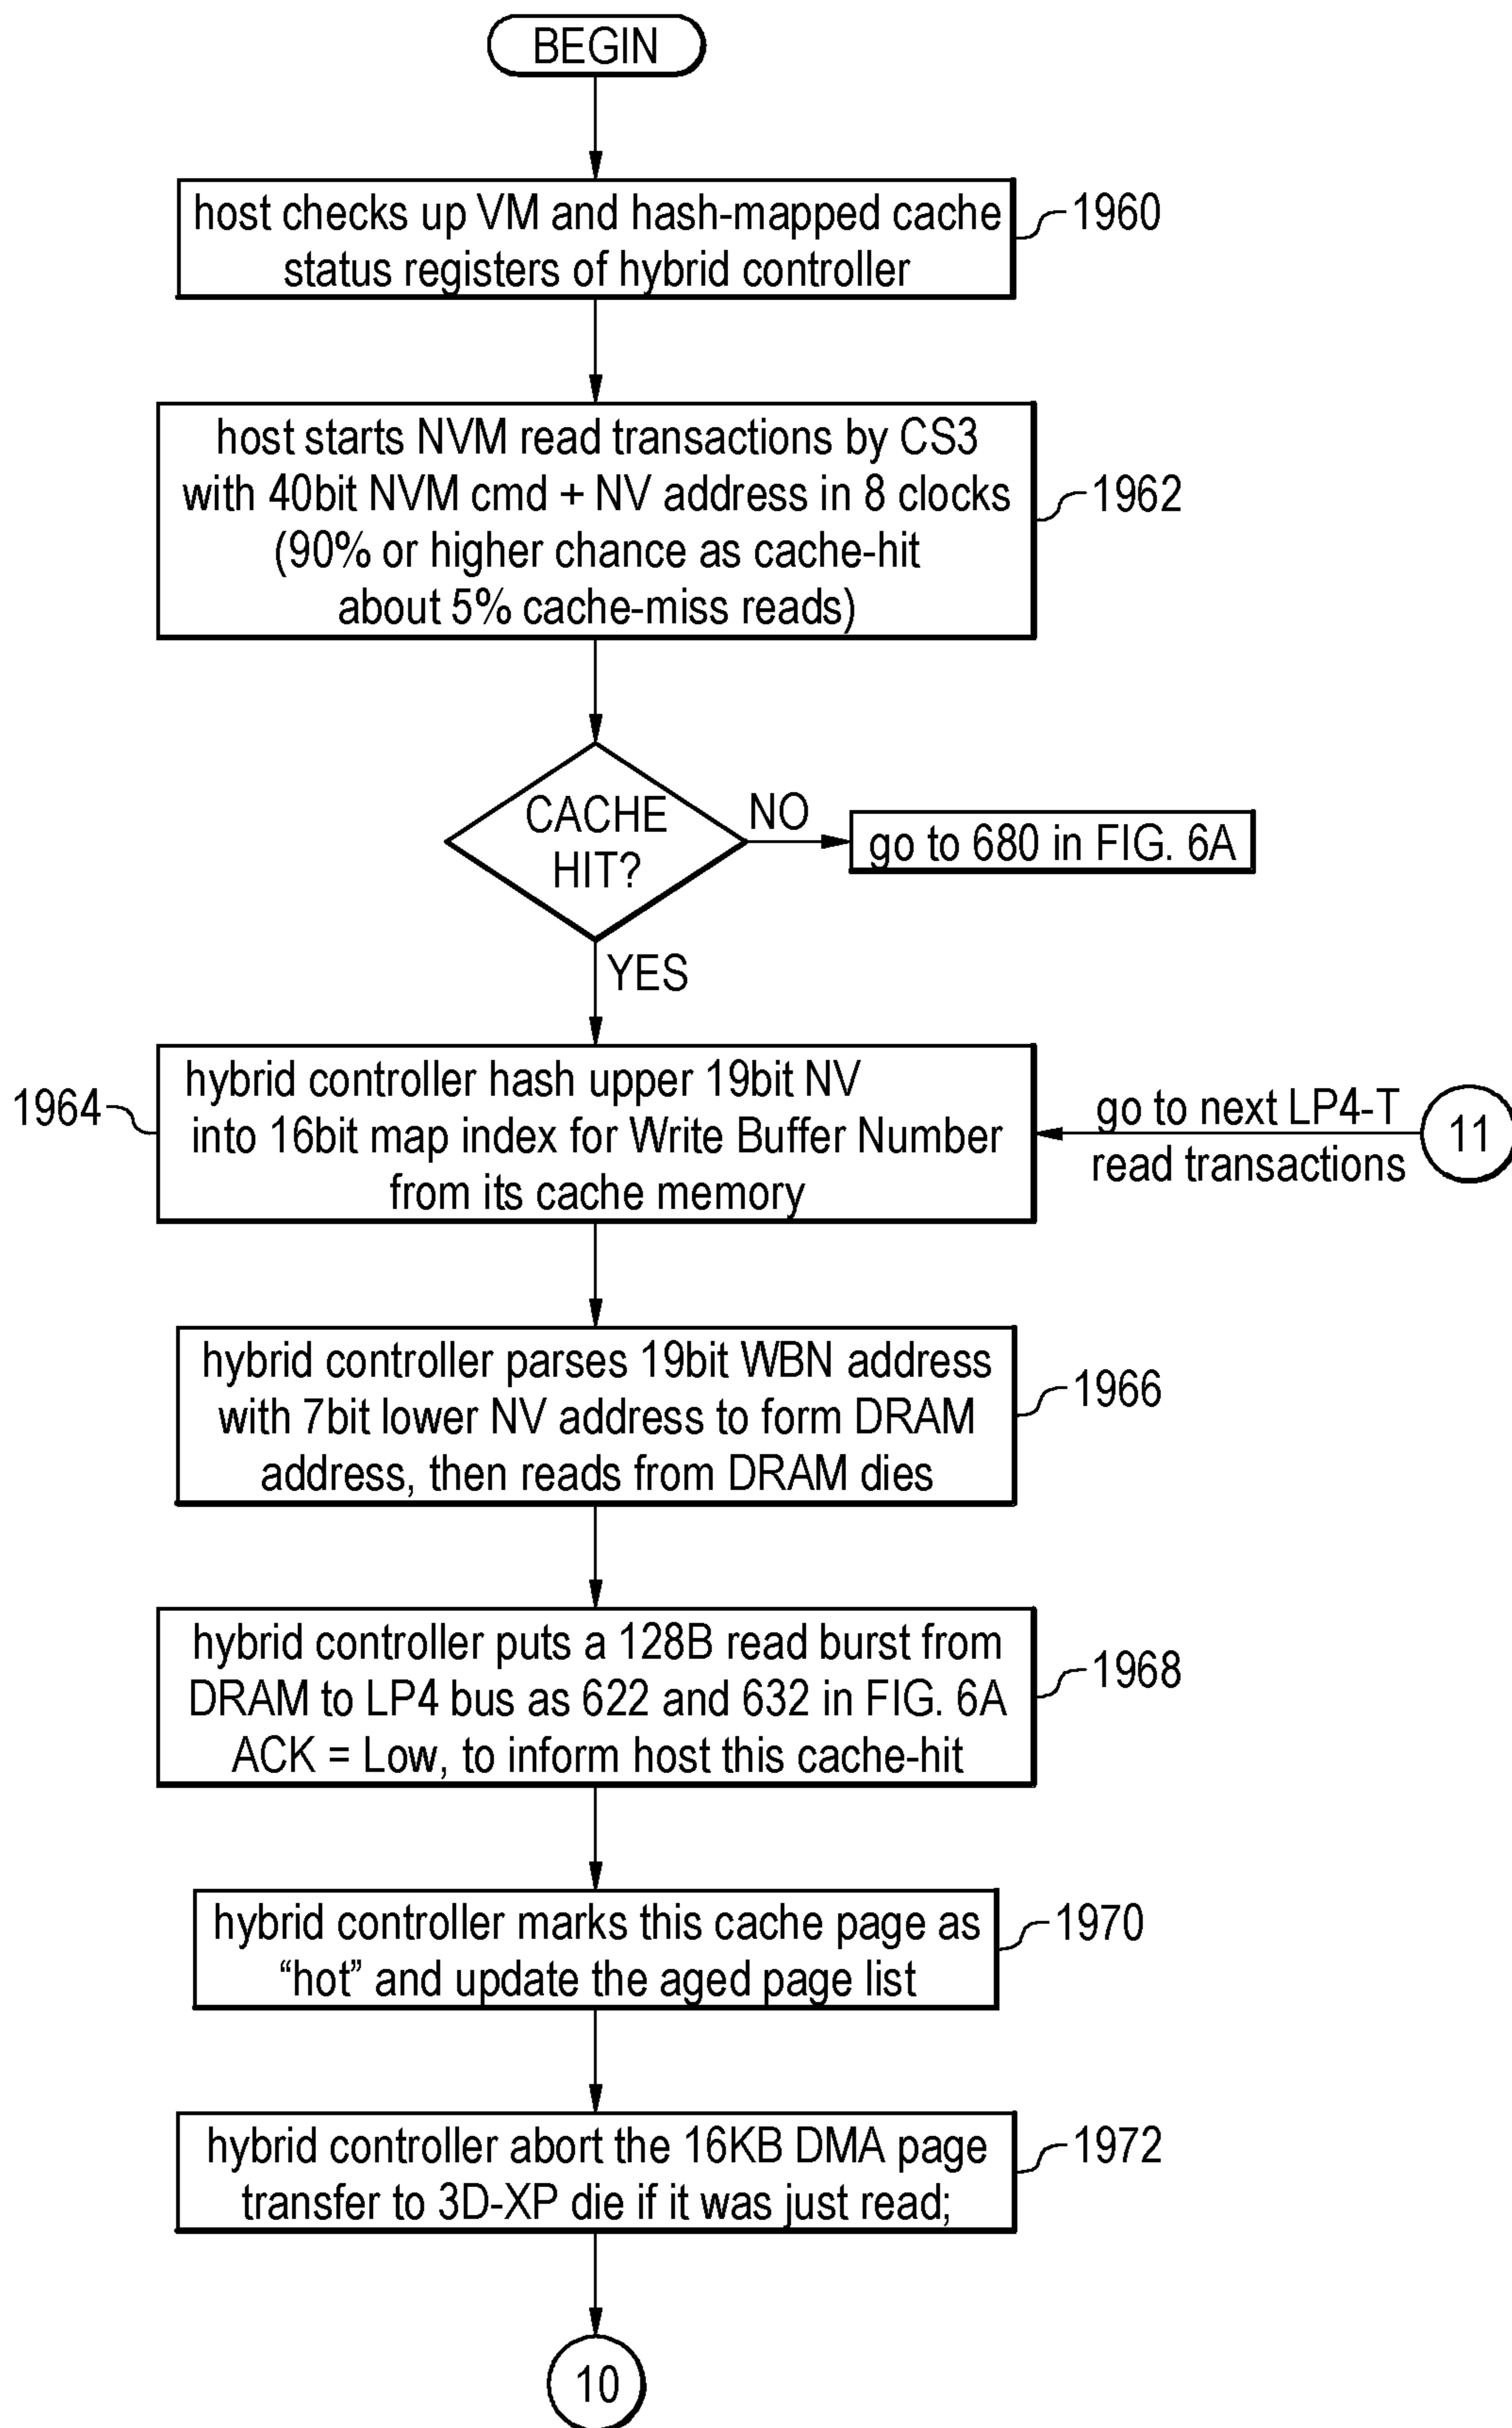 BEGIN
host checks up VM and hash-mapped cache
status registers of hybrid controller
1960
host starts NVM read transactions by CS3
with 40bit NVM cmd + NV address in 8 clocks
(90% or higher chance as cache-hit
about 5% cache-miss reads)
1962
CACHE
HIT?
NO
go to 680 in FIG. 6A
YES
1964
hybrid controller hash upper 19bit NV
into 16bit map index for Write Buffer Number
from its cache memory
go to next LP4-T
read transactions
11
hybrid controller parses 19bit WBN address
with 7bit lower NV address to form DRAM
address, then reads from DRAM dies
1966
hybrid controller puts a 128B read burst from
DRAM to LP4 bus as 622 and 632 in FIG. 6A
ACK = Low, to inform host this cache-hit
1968
hybrid controller marks this cache page as
“hot” and update the aged page list
1970
hybrid controller abort the 16KB DMA page
transfer to 3D-XP die if it was just read;
1972
10